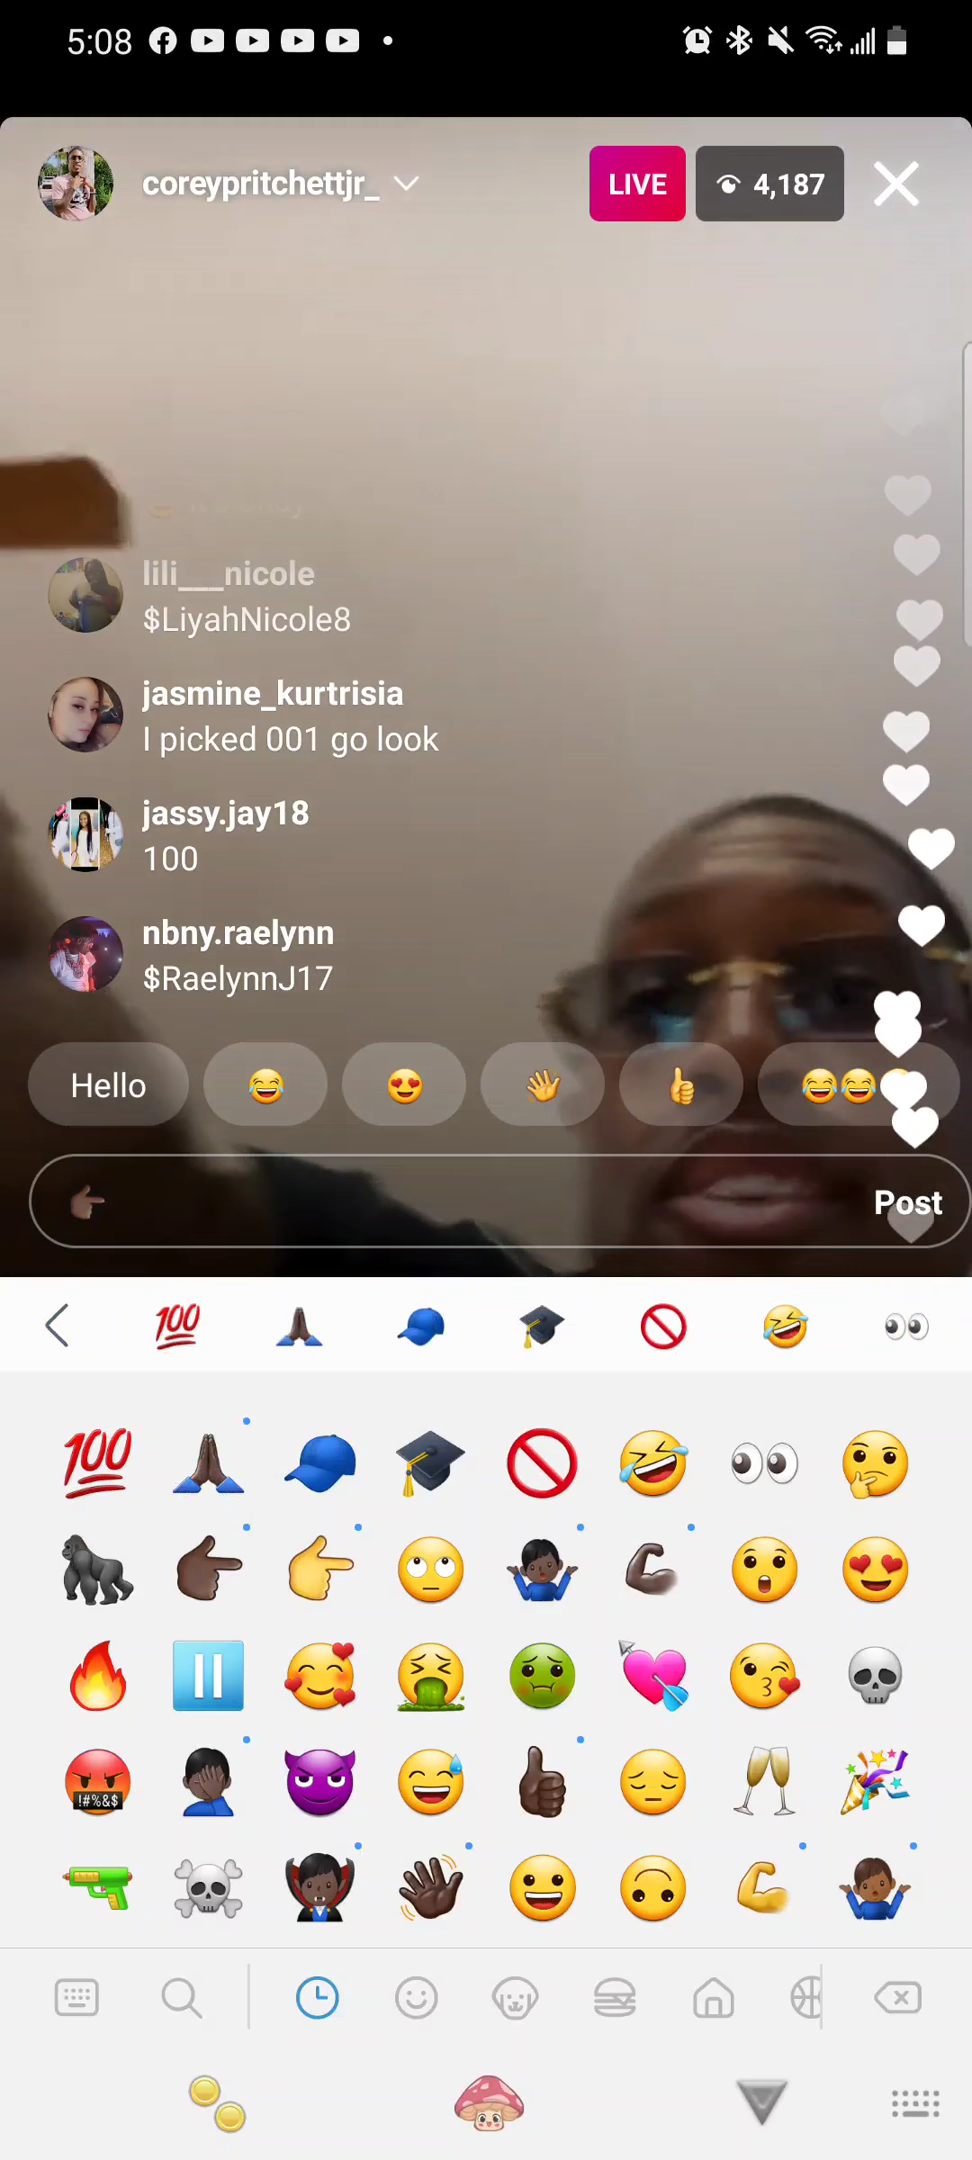 5:08
coreypritchettjr_
LIVE
4,187
lili___nicole
$LiyahNicole8
jasmine_kurtrisia
I picked 001 go look
jassy.jay18
100
nbny.raelynn
$RaelynnJ17
Hello
Post